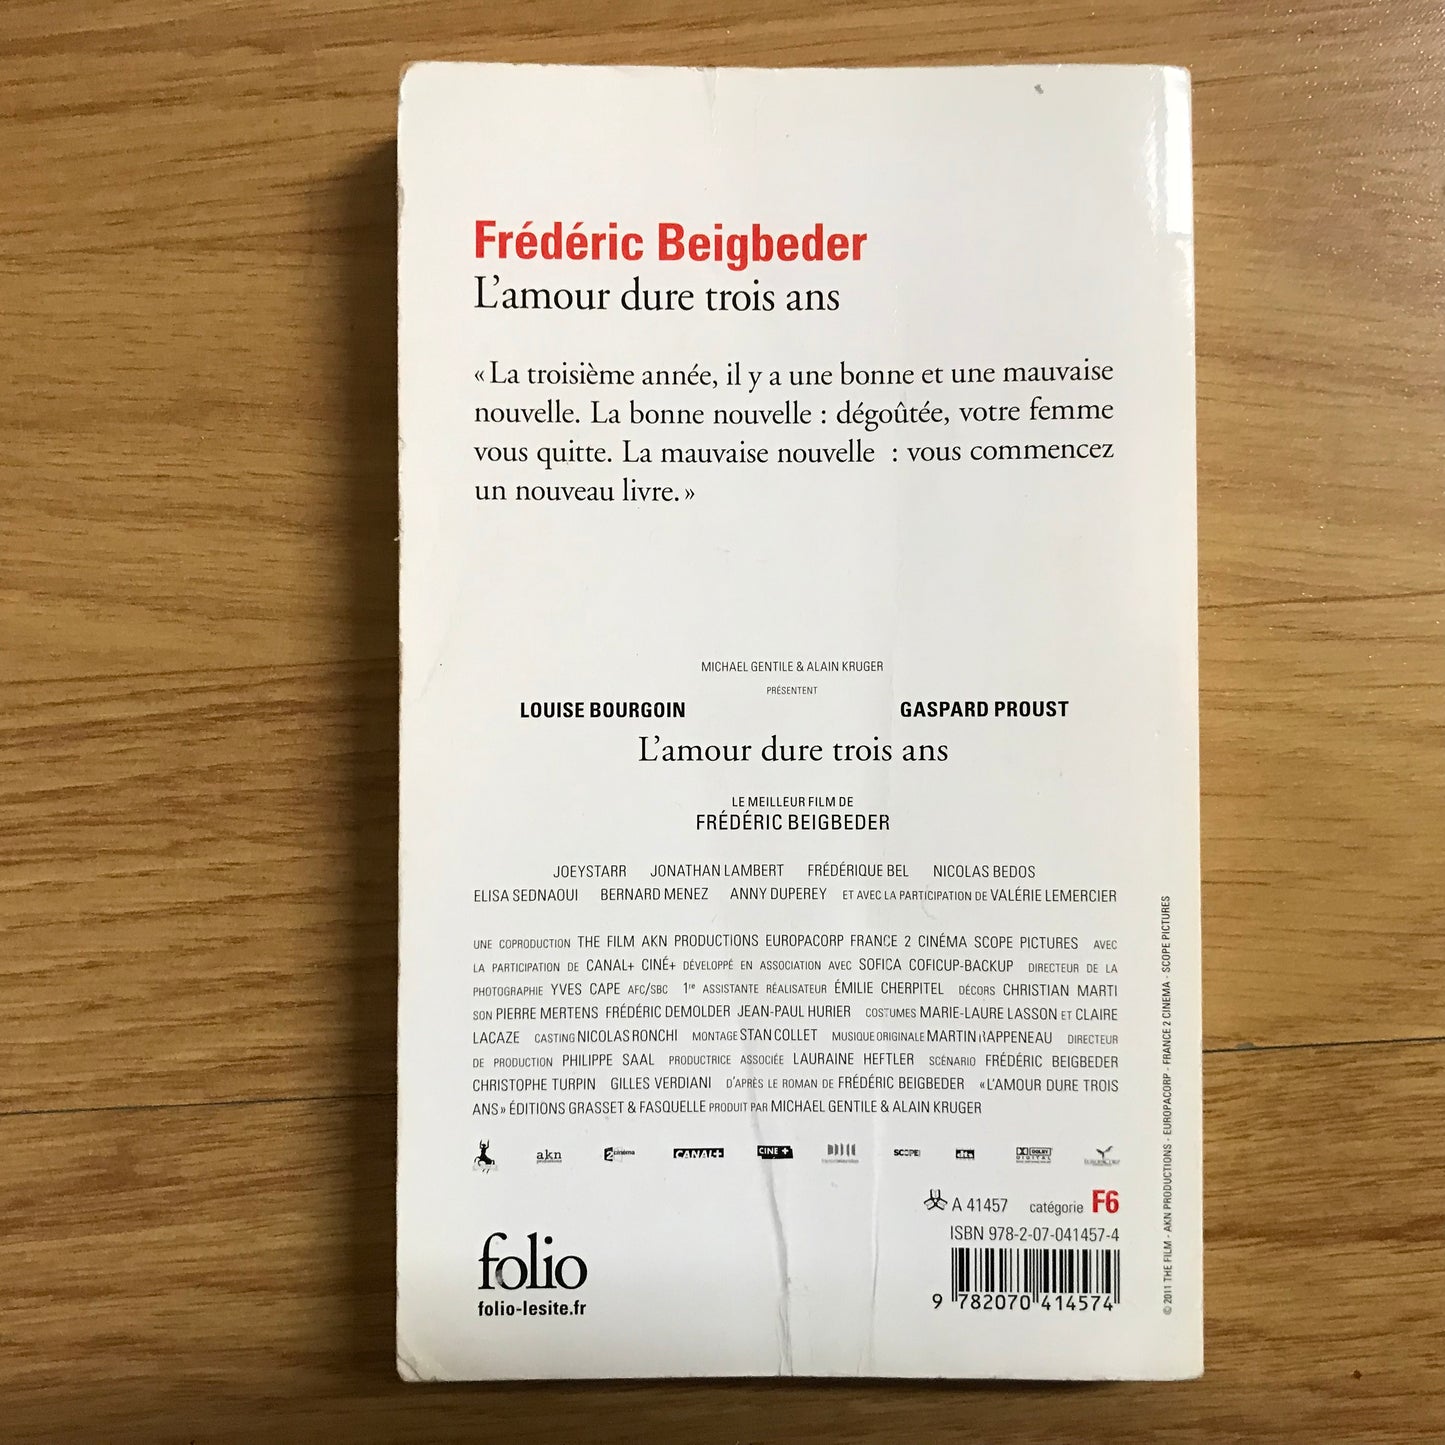 Frédéric Beigbeder
L'amour dure trois ans
« La troisième année, il y a une bonne et une mauvaise
nouvelle. La bonne nouvelle : dégoûtée, votre femme
vous quitte. La mauvaise nouvelle : vous commencez
un nouveau livre. »
MICHAEL GENTILE & ALAIN KRUGER
PRÉSENTENT
LOUISE BOURGOIN GASPARD PROUST
L'amour dure trois ans
LE MEILLEUR FILM DE
FRÉDÉRIC BEIGBEDER
JOEYSTARR JONATHAN LAMBERT FRÉDÉRIQUE BEL NICOLAS BEDOS
ELISA SEDNAOUI BERNARD MENEZ ANNY DUPEREY ET AVEC LA PARTICIPATION DE VALÉRIE LEMERCIER
UNE COPRODUCTION THE FILM AKN PRODUCTIONS EUROPACORP FRANCE 2 CINÉMA SCOPE PICTURES AVEC
LA PARTICIPATION DE CANAL+ CINÉ+ DÉVELOPPÉ EN ASSOCIATION AVEC SOFICA COFICUP-BACKUP DIRECTEUR DE LA
PHOTOGRAPHIE YVES CAPE AFC/SBC 1re ASSISTANTE RÉALISATEUR ÉMILIE CHERPITEL DÉCORS CHRISTIAN MARTI
SON PIERRE MERTENS FRÉDÉRIC DEMOLDER JEAN-PAUL HURIER COSTUMES MARIE-LAURE LASSON ET CLAIRE
LACAZE CASTING NICOLAS RONCHI MONTAGE STAN COLLET MUSIQUE ORIGINALE MARTIN RAPPENEAU DIRECTEUR
DE PRODUCTION PHILIPPE SAAL PRODUCTRICE ASSOCIÉE LAURAINE HEFTLER SCÉNARIO FRÉDÉRIC BEIGBEDER
CHRISTOPHE TURPIN GILLES VERDIANI D'APRÈS LE ROMAN DE FRÉDÉRIC BEIGBEDER « L'AMOUR DURE TROIS
ANS » ÉDITIONS GRASSET & FASQUELLE PRODUIT PAR MICHAEL GENTILE & ALAIN KRUGER
akn 2 cinéma CANAL+ CINE + SCOPE dts DOLBY DIGITAL
A 41457 catégorie F6
ISBN 978-2-07-041457-4
9 782070 414574
folio
folio-lesite.fr
© 2011 THE FILM - AKN PRODUCTIONS - EUROPACORP - FRANCE 2 CINEMA - SCOPE PICTURES